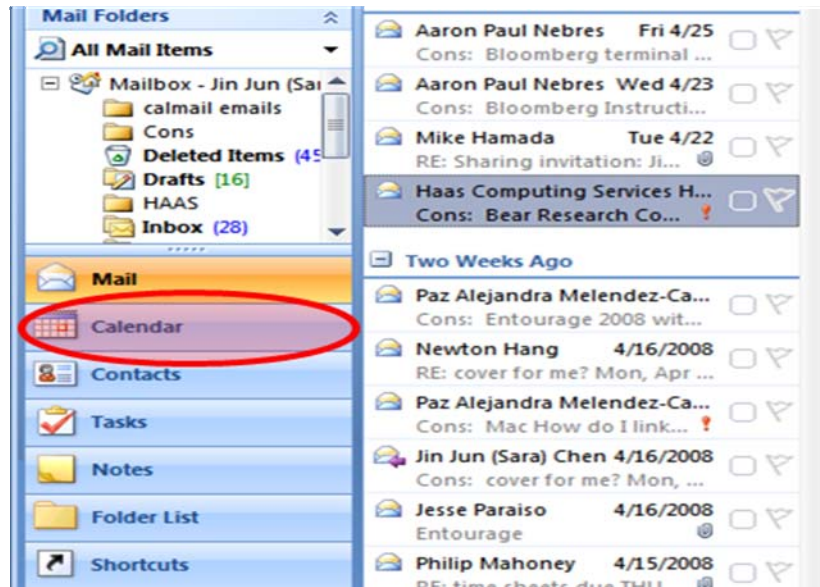 Mail Folders
All Mail Items
Mailbox - Jin Jun (Sa
calmail emails
Cons
Deleted Items (45
Drafts [16]
HAAS
Inbox (28)
Mail
Calendar
Contacts
Tasks
Notes
Folder List
Shortcuts
Aaron Paul Nebres Fri 4/25
Cons: Bloomberg terminal ...
Aaron Paul Nebres Wed 4/23
Cons: Bloomberg Instructi...
Mike Hamada Tue 4/22
RE: Sharing invitation: Ji...
Haas Computing Services H...
Cons: Bear Research Co...
Two Weeks Ago
Paz Alejandra Melendez-Ca...
Cons: Entourage 2008 wit...
Newton Hang 4/16/2008
RE: cover for me? Mon, Apr ...
Paz Alejandra Melendez-Ca...
Cons: Mac How do I link...
Jin Jun (Sara) Chen 4/16/2008
Cons: cover for me? Mon, ...
Jesse Paraiso 4/16/2008
Entourage
Philip Mahoney 4/15/2008
RE: time sheets due THU...